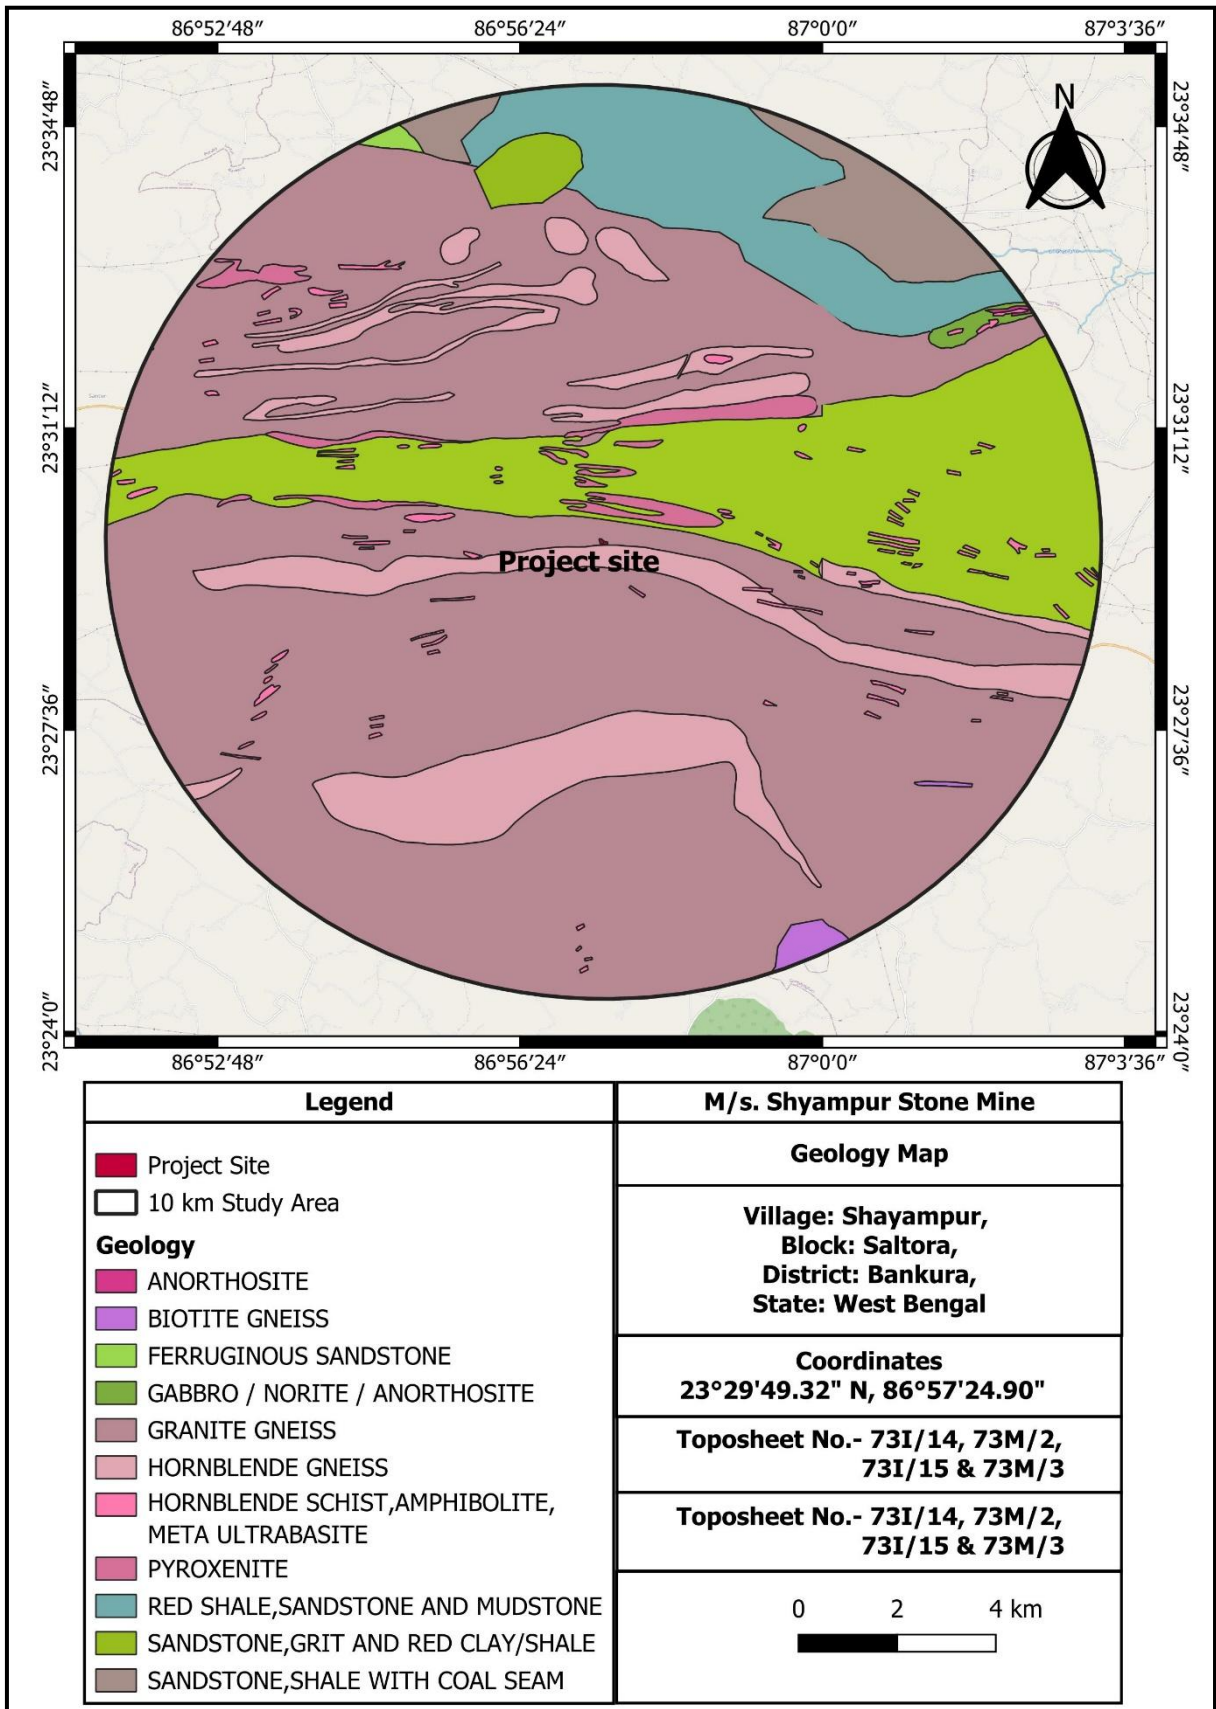 86°52′48″ 86°56′24″ 87°0′0″ 87°3′36″
23°34′48″ 23°34′48″
N
23°31′12″ 23°31′12″
Project site
23°27′36″ 23°27′36″
23°24′0″ 23°24′0″
86°52′48″ 86°56′24″ 87°0′0″ 87°3′36″
Legend
Project Site
10 km Study Area
Geology
ANORTHOSITE
BIOTITE GNEISS
FERRUGINOUS SANDSTONE
GABBRO / NORITE / ANORTHOSITE
GRANITE GNEISS
HORNBLENDE GNEISS
HORNBLENDE SCHIST,AMPHIBOLITE,
META ULTRABASITE
PYROXENITE
RED SHALE,SANDSTONE AND MUDSTONE
SANDSTONE,GRIT AND RED CLAY/SHALE
SANDSTONE,SHALE WITH COAL SEAM
M/s. Shyampur Stone Mine
Geology Map
Village: Shayampur,
Block: Saltora,
District: Bankura,
State: West Bengal
Coordinates
23°29'49.32" N, 86°57'24.90"
Toposheet No.- 73I/14, 73M/2,
73I/15 & 73M/3
Toposheet No.- 73I/14, 73M/2,
73I/15 & 73M/3
0 2 4 km